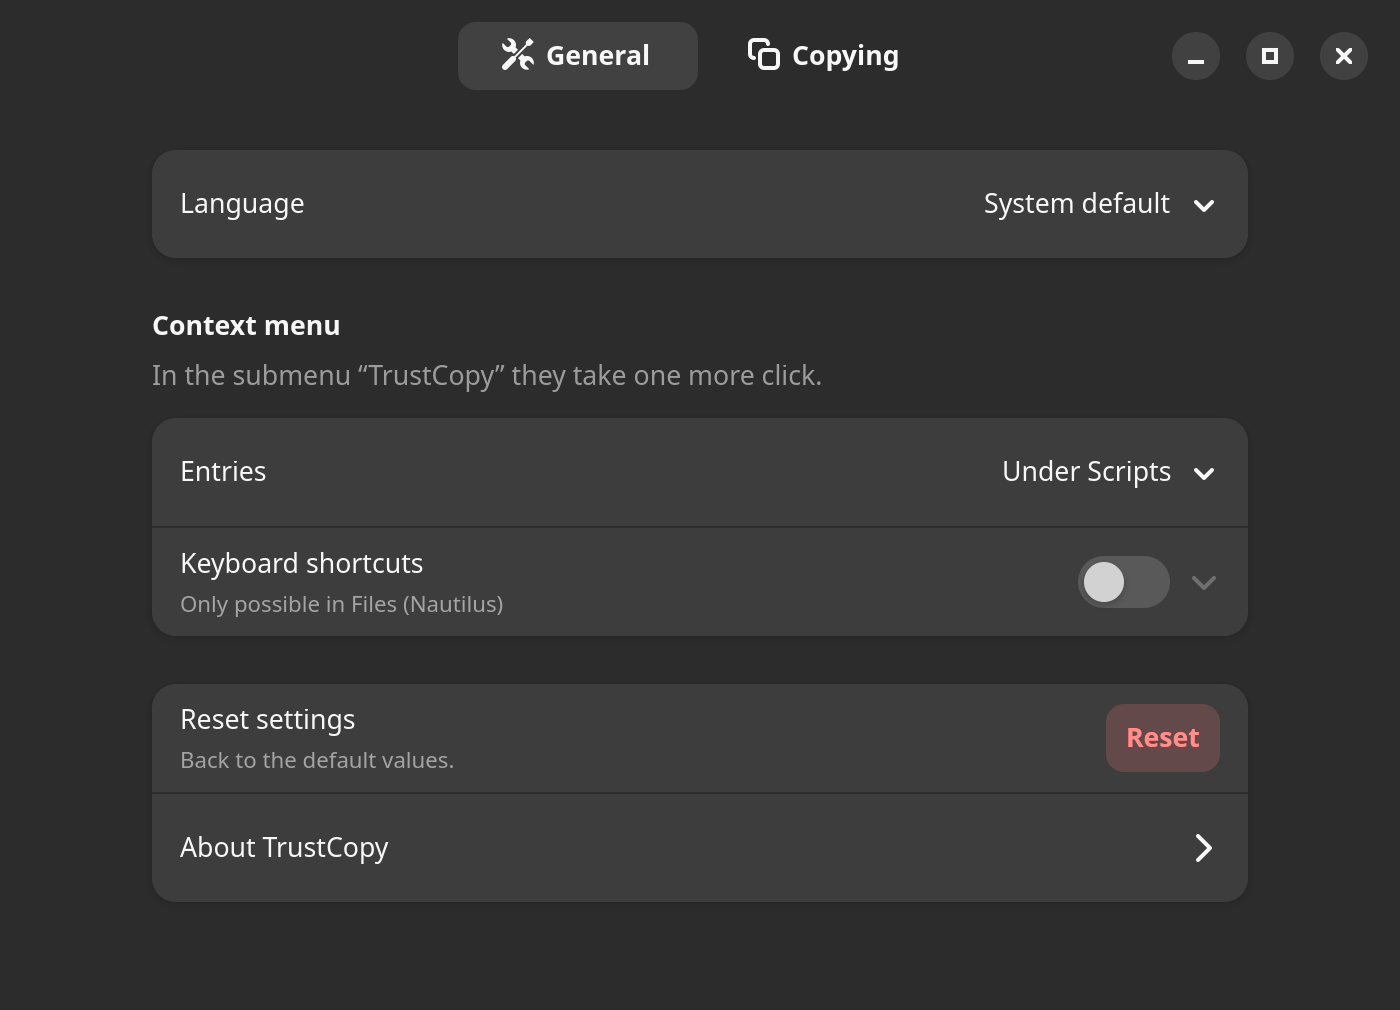 General
Copying
Language
System default
Context menu
In the submenu “TrustCopy” they take one more click.
Entries
Under Scripts
Keyboard shortcuts
Only possible in Files (Nautilus)
Reset settings
Back to the default values.
Reset
About TrustCopy